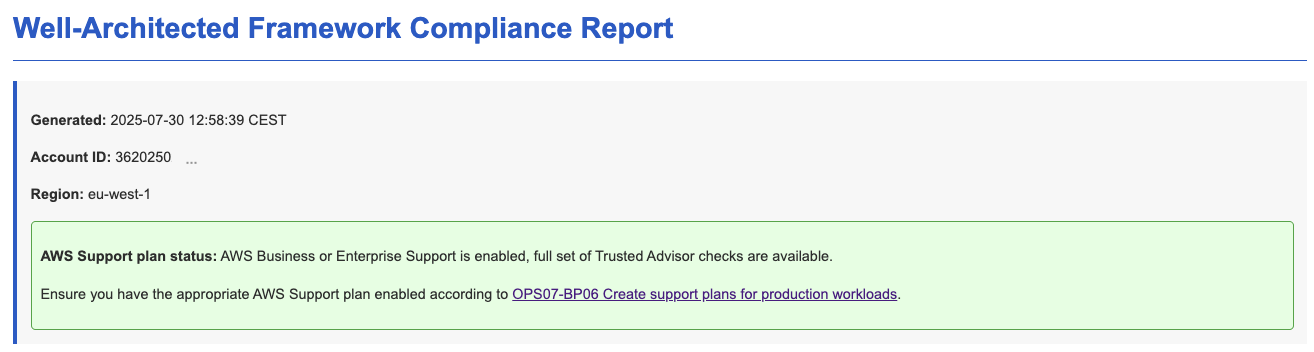 Well-Architected Framework Compliance Report
Generated: 2025-07-30 12:58:39 CEST
Account ID: 3620250 ...
Region: eu-west-1
AWS Support plan status: AWS Business or Enterprise Support is enabled, full set of Trusted Advisor checks are available.
Ensure you have the appropriate AWS Support plan enabled according to OPS07-BP06 Create support plans for production workloads.